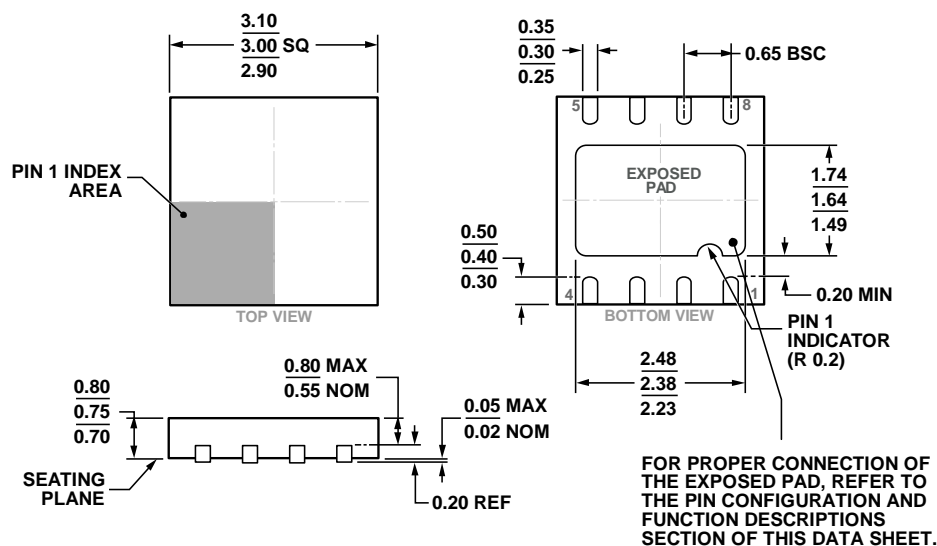 3.10
3.00 SQ
2.90
0.35
0.30
0.25
0.65 BSC
5
8
PIN 1 INDEX
AREA
EXPOSED
PAD
1.74
1.64
1.49
0.50
0.40
0.30
4
1
TOP VIEW
BOTTOM VIEW
0.20 MIN
PIN 1
INDICATOR
(R 0.2)
2.48
2.38
2.23
0.80
0.75
0.70
0.80 MAX
0.55 NOM
0.05 MAX
0.02 NOM
SEATING
PLANE
0.20 REF
FOR PROPER CONNECTION OF
THE EXPOSED PAD, REFER TO
THE PIN CONFIGURATION AND
FUNCTION DESCRIPTIONS
SECTION OF THIS DATA SHEET.